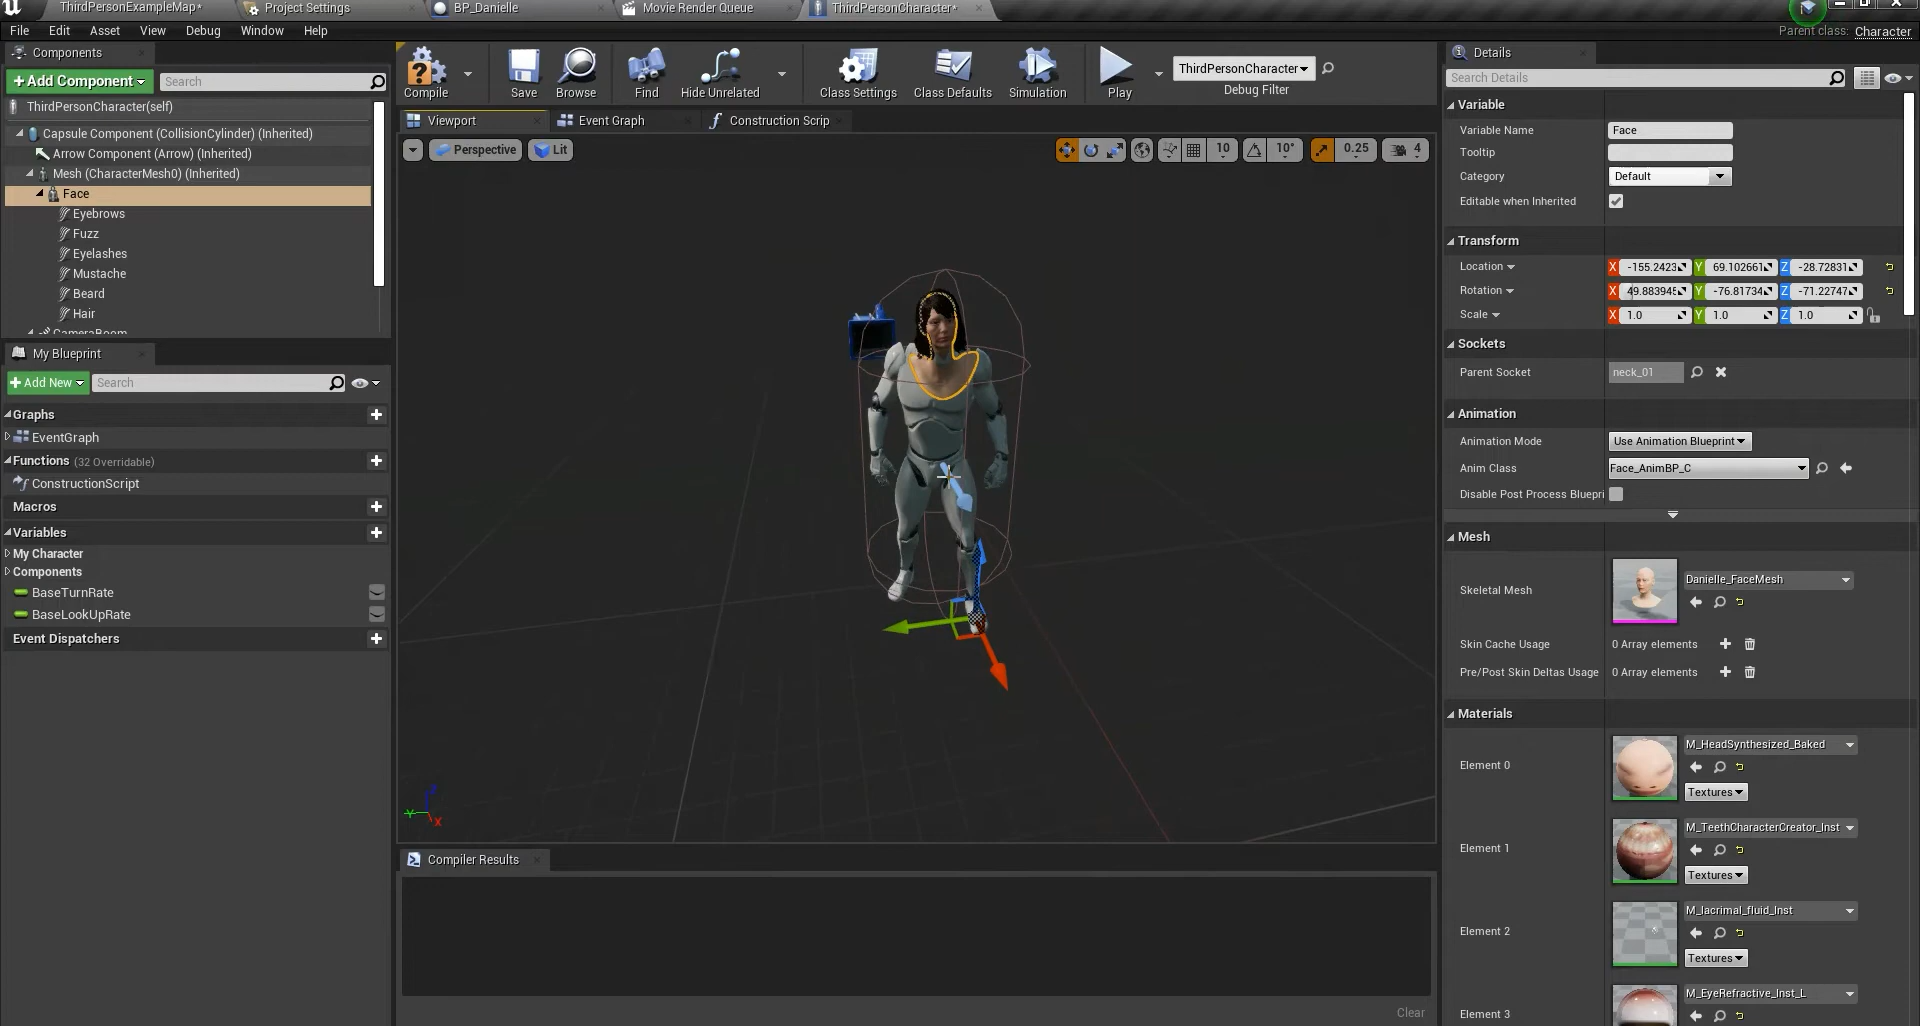 ThirdPersonExampleMap*
Project Settings
BP_Danielle
Movie Render Queue
ThirdPersonCharacter*
File
Edit
Asset
View
Debug
Window
Help
Parent class: Character
Components
+Add Component
Search
ThirdPersonCharacter(self)
Capsule Component (CollisionCylinder) (Inherited)
Arrow Component (Arrow) (Inherited)
Mesh (CharacterMesh0) (Inherited)
Face
Eyebrows
Fuzz
Eyelashes
Mustache
Beard
Hair
CameraBoom
My Blueprint
+Add New
Search
Graphs
EventGraph
Functions (32 Overridable)
ConstructionScript
Macros
Variables
My Character
Components
BaseTurnRate
BaseLookUpRate
Event Dispatchers
Compile
Save
Browse
Find
Hide Unrelated
Class Settings
Class Defaults
Simulation
Play
ThirdPersonCharacter
Debug Filter
Viewport
Event Graph
Construction Scrip
Perspective
Lit
10
10°
0.25
4
Z
Y
X
Compiler Results
Clear
Details
Search Details
Variable
Variable Name
Face
Tooltip
Category
Default
Editable when Inherited
Transform
Location
X -155.2423
Y 69.102661
Z -28.72831
Rotation
X 49.883945
Y -76.81734
Z -71.22747
Scale
X 1.0
Y 1.0
Z 1.0
Sockets
Parent Socket
neck_01
Animation
Animation Mode
Use Animation Blueprint
Anim Class
Face_AnimBP_C
Disable Post Process Bluepri
Mesh
Skeletal Mesh
Danielle_FaceMesh
Skin Cache Usage
0 Array elements
Pre/Post Skin Deltas Usage
0 Array elements
Materials
Element 0
M_HeadSynthesized_Baked
Textures
Element 1
M_TeethCharacterCreator_Inst
Textures
Element 2
M_lacrimal_fluid_Inst
Textures
Element 3
M_EyeRefractive_Inst_L